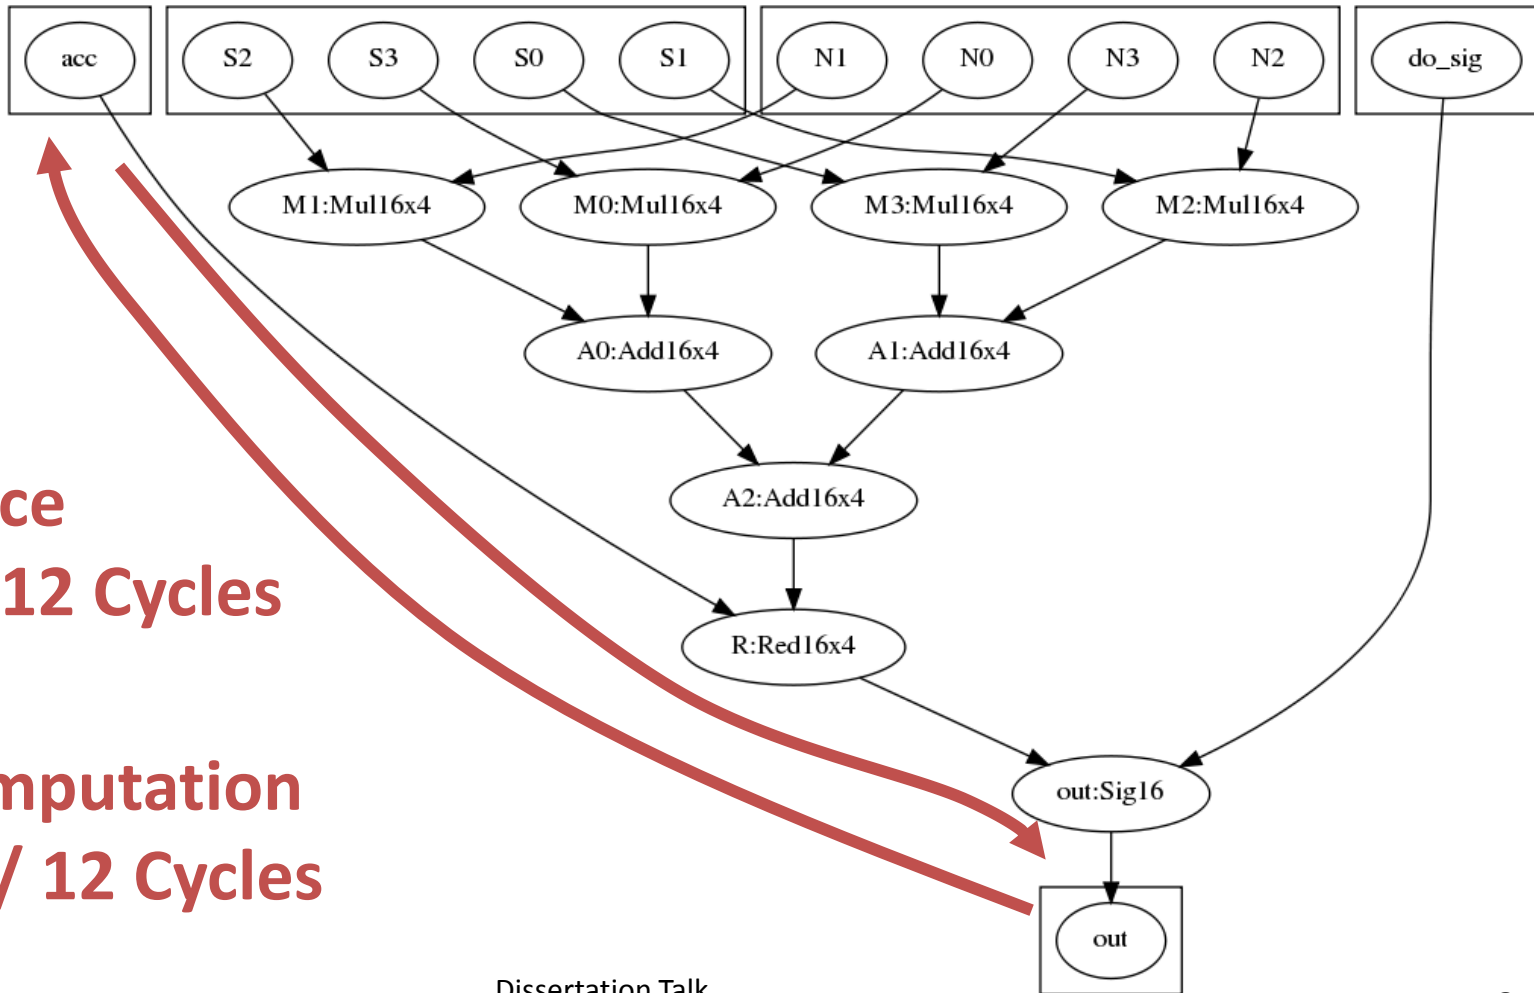 acc S2 S3 S0 S1 N1 N0 N3 N2 do_sig
M1:Mul16x4 M0:Mul16x4 M3:Mul16x4 M2:Mul16x4
A0:Add16x4 A1:Add16x4
A2:Add16x4
ce
12 Cycles
R:Red16x4
mputation
/ 12 Cycles
out:Sig16
out
Dissertation Talk